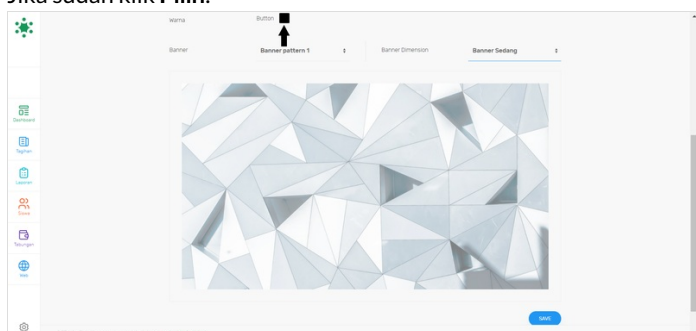 Jika sudah klik Pilih.
Warna Button
Banner Banner pattern 1 Banner Dimension Banner Sedang
Dashboard
Tagihan
Laporan
Siswa
Tabungan
Web
SAVE